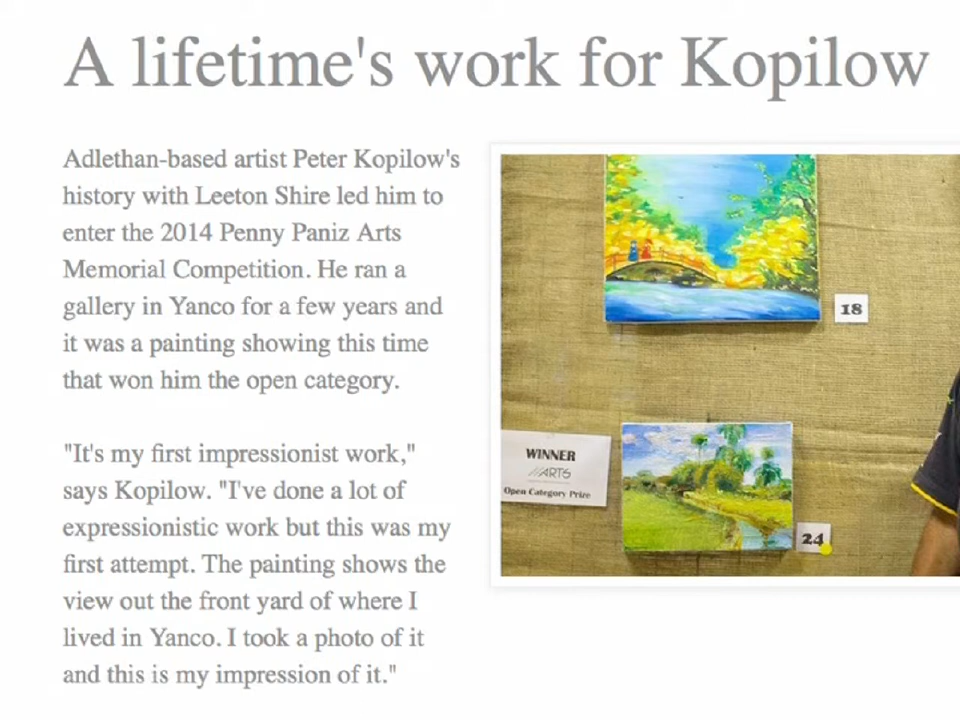 A lifetime's work for Kopilow
Adlethan-based artist Peter Kopilow's
history with Leeton Shire led him to
enter the 2014 Penny Paniz Arts
Memorial Competition. He ran a
gallery in Yanco for a few years and
it was a painting showing this time
that won him the open category.
"It's my first impressionist work,"
says Kopilow. "I've done a lot of
expressionistic work but this was my
first attempt. The painting shows the
view out the front yard of where I
lived in Yanco. I took a photo of it
and this is my impression of it."
18
WINNER
//ARTS
Open Category Prize
24